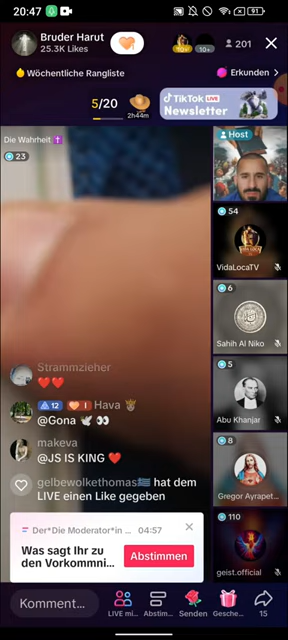 20:47
91
Bruder Harut
25.3K Likes
10+
10+
201
Wöchentliche Rangliste
Erkunden >
5/20
2h44m
TikTok LIVE
Newsletter
Die Wahrheit
23
Host
54
VidaLocaTV
6
Sahih Al Niko
5
Abu Khanjar
8
Gregor Ayrapet...
110
geist.official
Strammzieher
❤️❤️
12 I Hava
@Gona 🕊 👀
makeva
@JS IS KING ❤️
gelbewolkethomas🇬🇷 hat dem
LIVE einen Like gegeben
Der*Die Moderator*in ... 04:57
Was sagt Ihr zu
den Vorkommni...
Abstimmen
Komment...
LIVE mi...
Abstim...
Senden
Gesche...
15